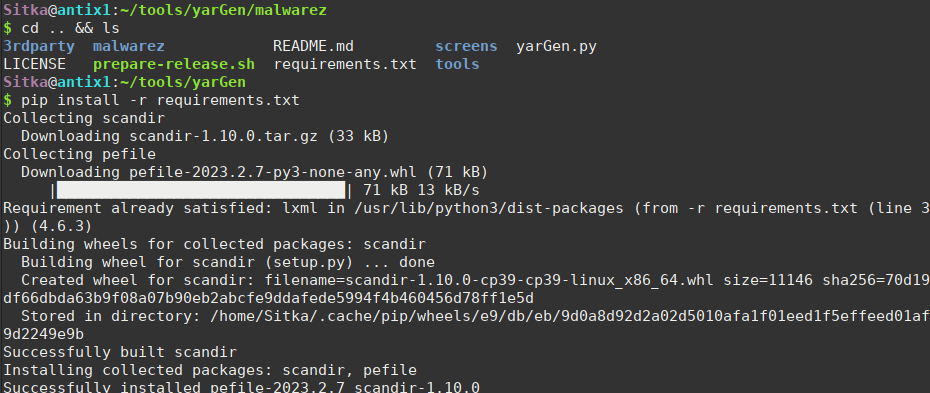 Sitka@antix1:~/tools/yarGen/malwarez
$ cd .. && ls
3rdparty  malwarez            README.md         screens  yarGen.py
LICENSE   prepare-release.sh  requirements.txt  tools
Sitka@antix1:~/tools/yarGen
$ pip install -r requirements.txt
Collecting scandir
  Downloading scandir-1.10.0.tar.gz (33 kB)
Collecting pefile
  Downloading pefile-2023.2.7-py3-none-any.whl (71 kB)
     |████████████████████████████████| 71 kB 13 kB/s
Requirement already satisfied: lxml in /usr/lib/python3/dist-packages (from -r requirements.txt (line 3
)) (4.6.3)
Building wheels for collected packages: scandir
  Building wheel for scandir (setup.py) ... done
  Created wheel for scandir: filename=scandir-1.10.0-cp39-cp39-linux_x86_64.whl size=11146 sha256=70d19
df66dbda63b9f08a07b90eb2abcfe9ddafede5994f4b460456d78ff1e5d
  Stored in directory: /home/Sitka/.cache/pip/wheels/e9/db/eb/9d0a8d92d2a02d5010afa1f01eed1f5effeed01af
9d2249e9b
Successfully built scandir
Installing collected packages: scandir, pefile
Successfully installed pefile-2023.2.7 scandir-1.10.0